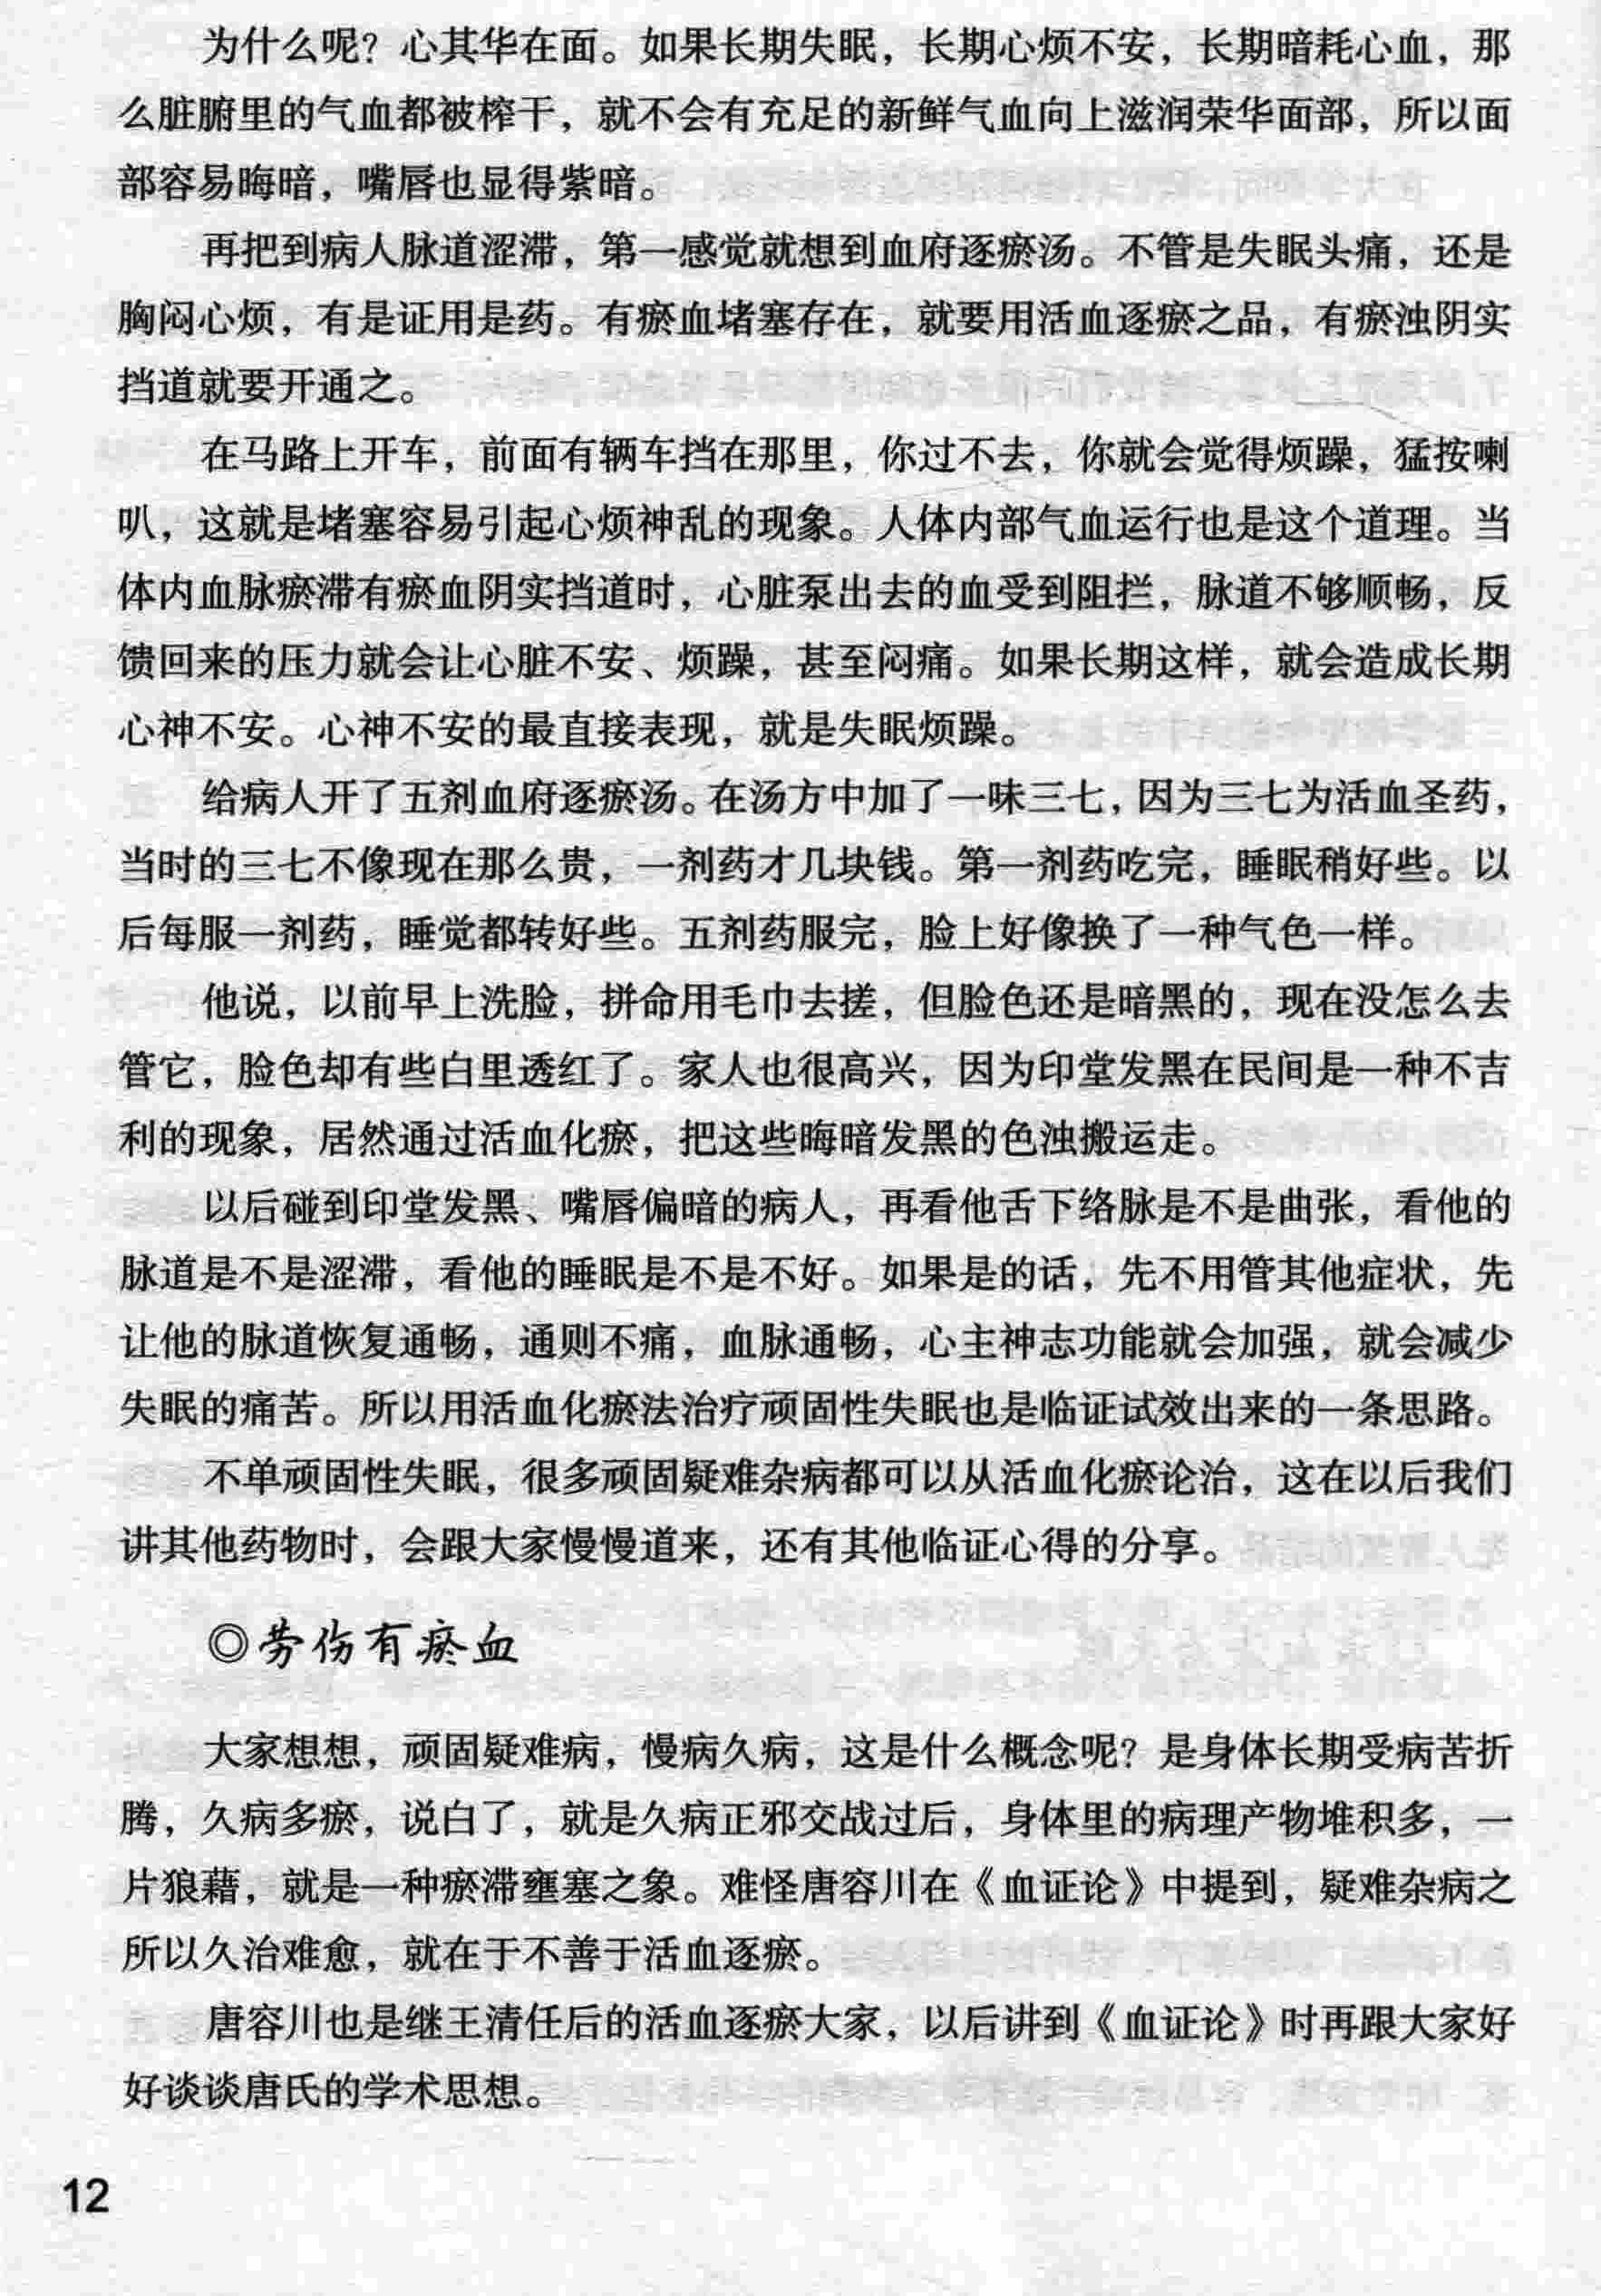 为什么呢？心其华在面。如果长期失眠，长期心烦不安，长期暗耗心血，那
么脏腑里的气血都被榨干，就不会有充足的新鲜气血向上滋润荣华面部，所以面
部容易晦暗，嘴唇也显得紫暗。
再把到病人脉道涩滞，第一感觉就想到血府逐瘀汤。不管是失眠头痛，还是
胸闷心烦，有是证用是药。有瘀血堵塞存在，就要用活血逐瘀之品，有瘀浊阴实
挡道就要开通之。
在马路上开车，前面有辆车挡在那里，你过不去，你就会觉得烦躁，猛按喇
叭，这就是堵塞容易引起心烦神乱的现象。人体内部气血运行也是这个道理。当
体内血脉瘀滞有瘀血阴实挡道时，心脏泵出去的血受到阻拦，脉道不够顺畅，反
馈回来的压力就会让心脏不安、烦躁，甚至闷痛。如果长期这样，就会造成长期
心神不安。心神不安的最直接表现，就是失眠烦躁。
给病人开了五剂血府逐瘀汤。在汤方中加了一味三七，因为三七为活血圣药，
当时的三七不像现在那么贵，一剂药才几块钱。第一剂药吃完，睡眠稍好些。以
后每服一剂药，睡觉都转好些。五剂药服完，脸上好像换了一种气色一样。
他说，以前早上洗脸，拼命用毛巾去搓，但脸色还是暗黑的，现在没怎么去
管它，脸色却有些白里透红了。家人也很高兴，因为印堂发黑在民间是一种不吉
利的现象，居然通过活血化瘀，把这些晦暗发黑的色浊搬运走。
以后碰到印堂发黑、嘴唇偏暗的病人，再看他舌下络脉是不是曲张，看他的
脉道是不是涩滞，看他的睡眠是不是不好。如果是的话，先不用管其他症状，先
让他的脉道恢复通畅，通则不痛，血脉通畅，心主神志功能就会加强，就会减少
失眠的痛苦。所以用活血化瘀法治疗顽固性失眠也是临证试效出来的一条思路。
不单顽固性失眠，很多顽固疑难杂病都可以从活血化瘀论治，这在以后我们
讲其他药物时，会跟大家慢慢道来，还有其他临证心得的分享。
◎劳伤有瘀血
大家想想，顽固疑难病，慢病久病，这是什么概念呢？是身体长期受病苦折
腾，久病多瘀，说白了，就是久病正邪交战过后，身体里的病理产物堆积多，一
片狼藉，就是一种瘀滞壅塞之象。难怪唐容川在《血证论》中提到，疑难杂病之
所以久治难愈，就在于不善于活血逐瘀。
唐容川也是继王清任后的活血逐瘀大家，以后讲到《血证论》时再跟大家好
好谈谈唐氏的学术思想。
12